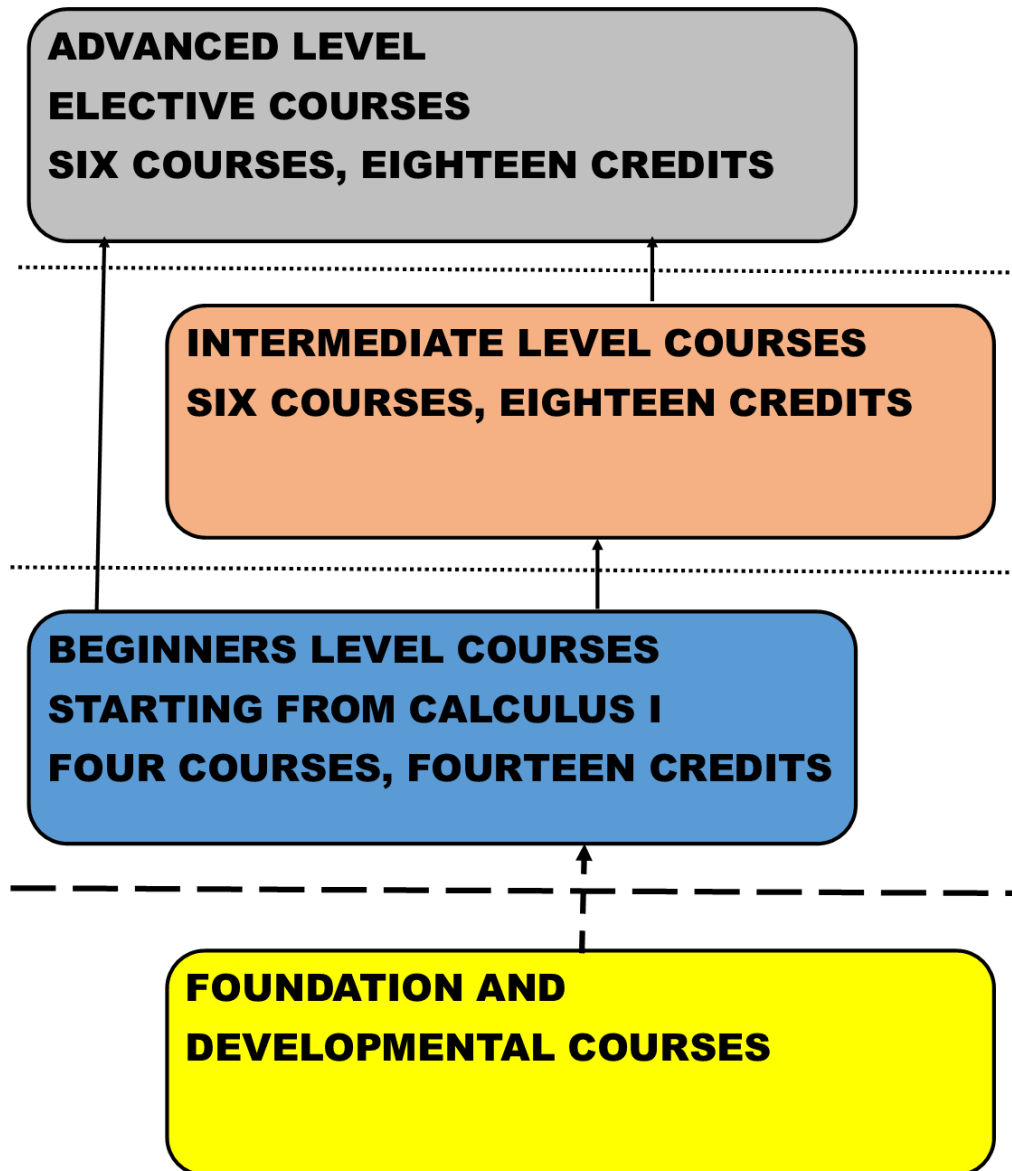 ADVANCED LEVEL
ELECTIVE COURSES
SIX COURSES, EIGHTEEN CREDITS
INTERMEDIATE LEVEL COURSES
SIX COURSES, EIGHTEEN CREDITS
BEGINNERS LEVEL COURSES
STARTING FROM CALCULUS I
FOUR COURSES, FOURTEEN CREDITS
FOUNDATION AND
DEVELOPMENTAL COURSES